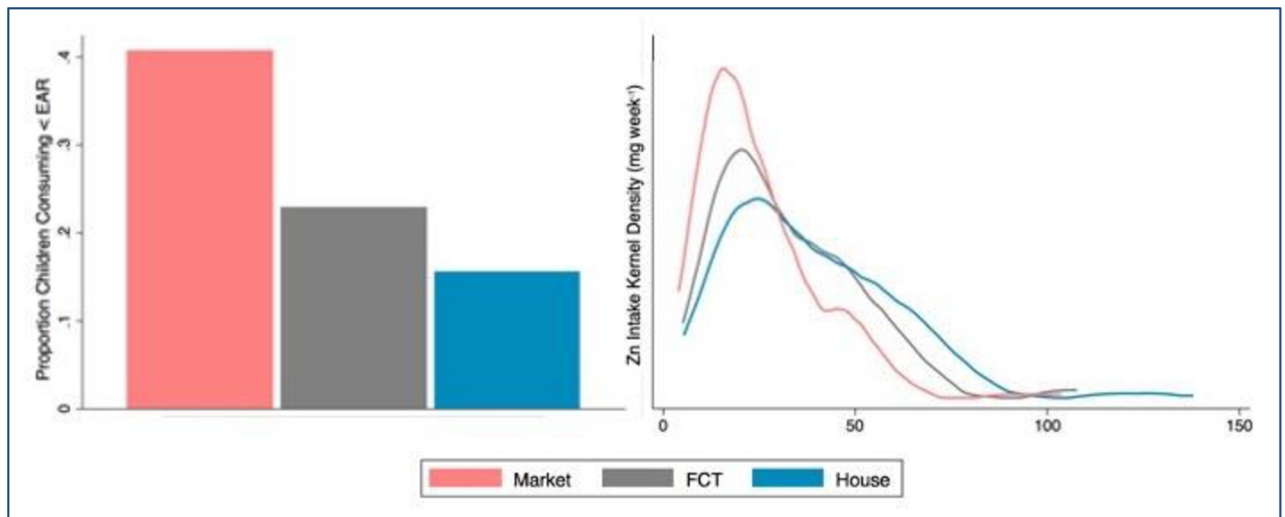 Proportion Children Consuming < EAR
.4
.3
.2
.1
0
Zn Intake Kernel Density (mg week⁻¹)
0 50 100 150
Market FCT House